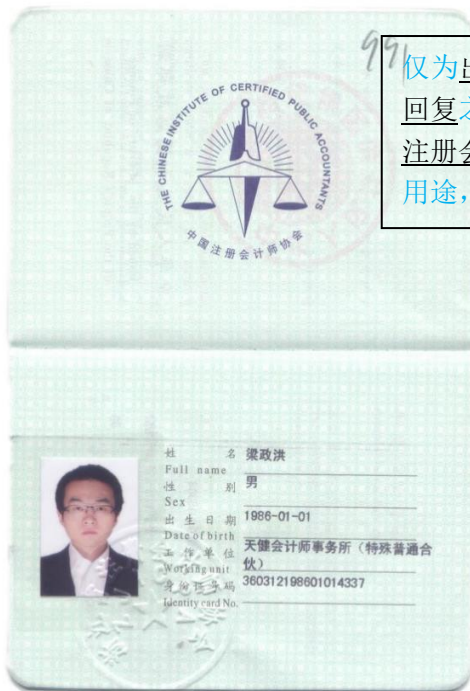 991
仅为出
回复之
注册会
用途，
THE CHINESE INSTITUTE OF CERTIFIED PUBLIC ACCOUNTANTS
中国注册会计师协会
姓 名 梁政洪
Full name
性 别 男
Sex
出生日期 1986-01-01
Date of birth
工作单位 天健会计师事务所（特殊普通合
Working unit 伙）
身份证号码 360312198601014337
Identity card No.